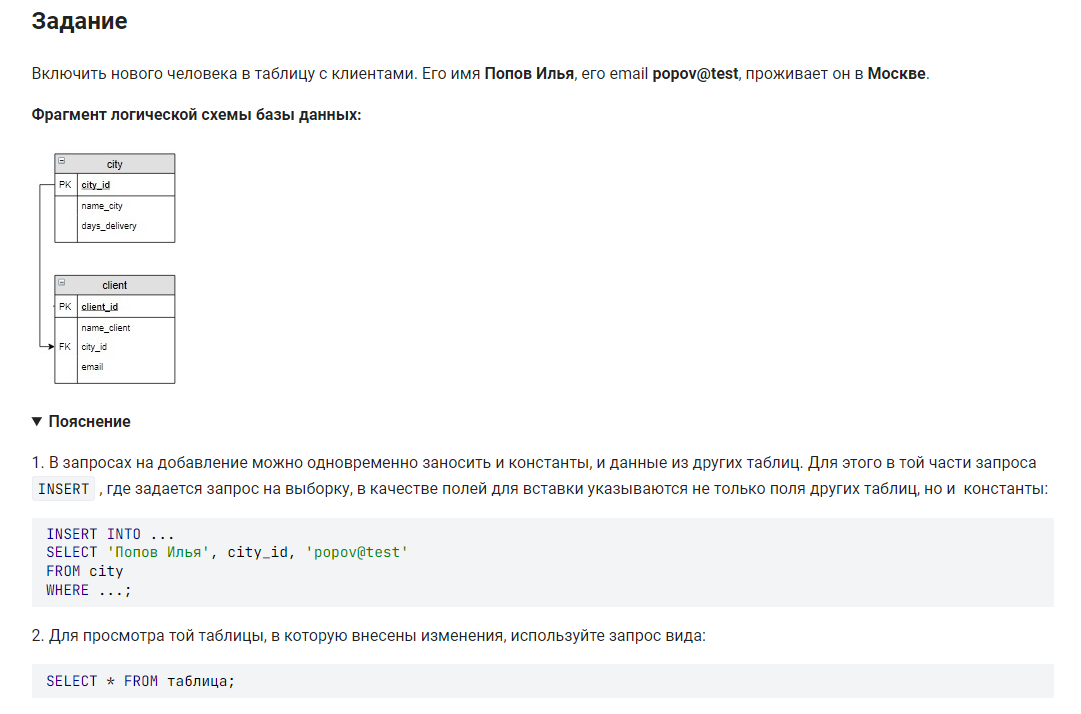 Задание
Включить нового человека в таблицу с клиентами. Его имя Попов Илья, его email popov@test, проживает он в Москве.
Фрагмент логической схемы базы данных:
city
PK city_id
name_city
days_delivery
client
PK client_id
name_client
FK city_id
email
▼ Пояснение
1. В запросах на добавление можно одновременно заносить и константы, и данные из других таблиц. Для этого в той части запроса
INSERT , где задается запрос на выборку, в качестве полей для вставки указываются не только поля других таблиц, но и константы:
INSERT INTO ...
SELECT 'Попов Илья', city_id, 'popov@test'
FROM city
WHERE ...;
2. Для просмотра той таблицы, в которую внесены изменения, используйте запрос вида:
SELECT * FROM таблица;